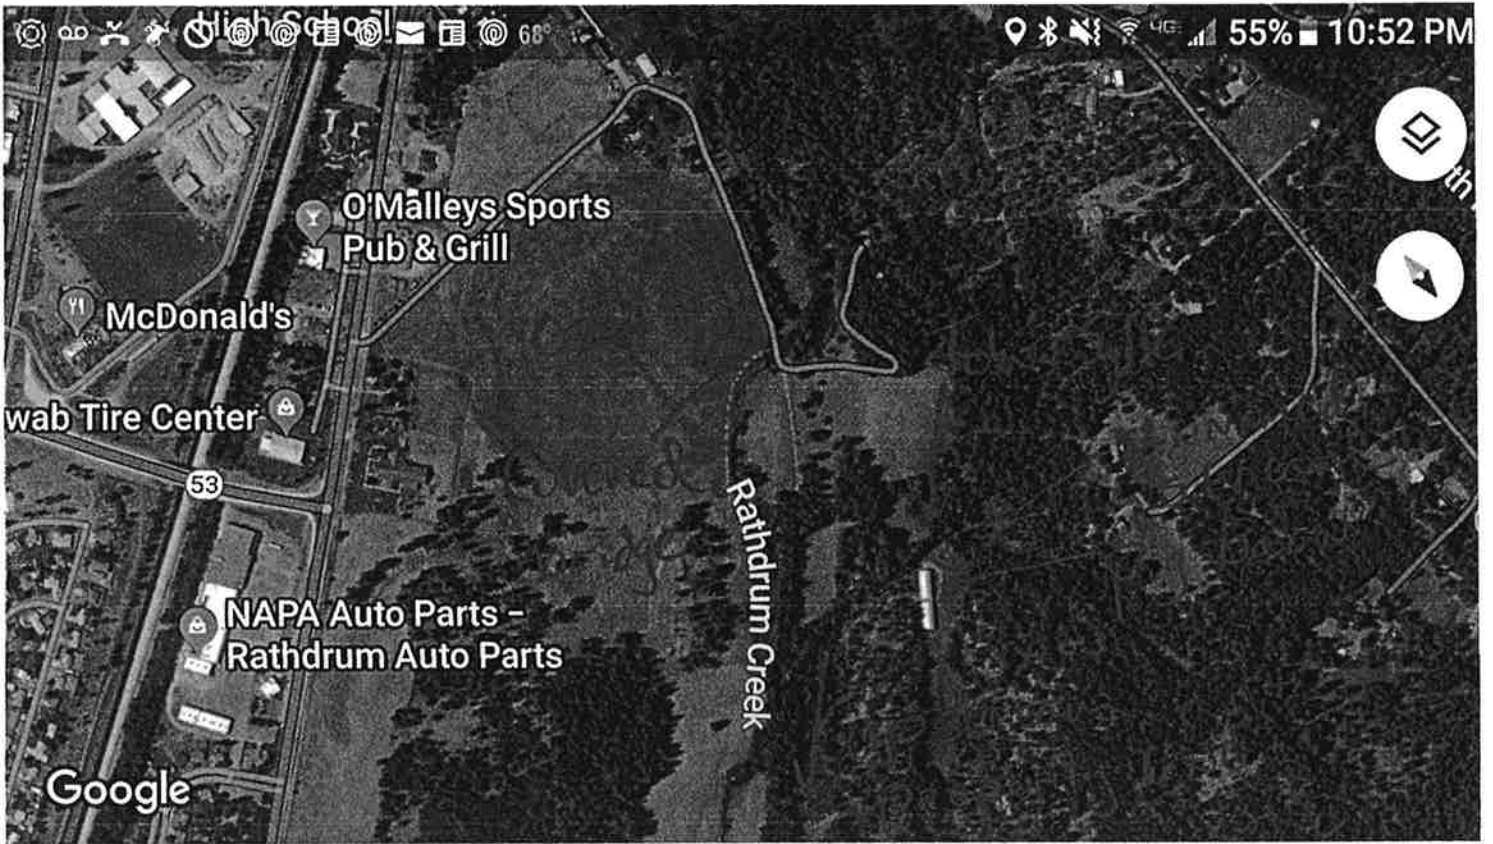 High School
68°
4GE
55%
10:52 PM
O'Malleys Sports
Pub & Grill
McDonald's
wab Tire Center
53
Rathdrum Creek
NAPA Auto Parts -
Rathdrum Auto Parts
Google